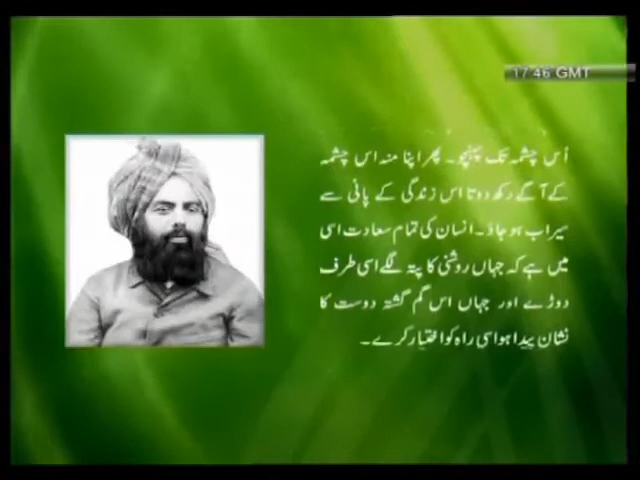 17:46 GMT
اُس چشمہ تک پہنچو۔ پھر اپنا منہ اس چشمہ
کے آگے رکھ دو تا اس زندگی کے پانی سے
سیراب ہو جاؤ۔ انسان کی تمام سعادت اسی
میں ہے کہ جہاں روشنی کا پتہ لگے اسی طرف
دوڑے اور جہاں اس گم گشتہ دوست کا
نشان پیدا ہو اسی راہ کو اختیار کرے۔